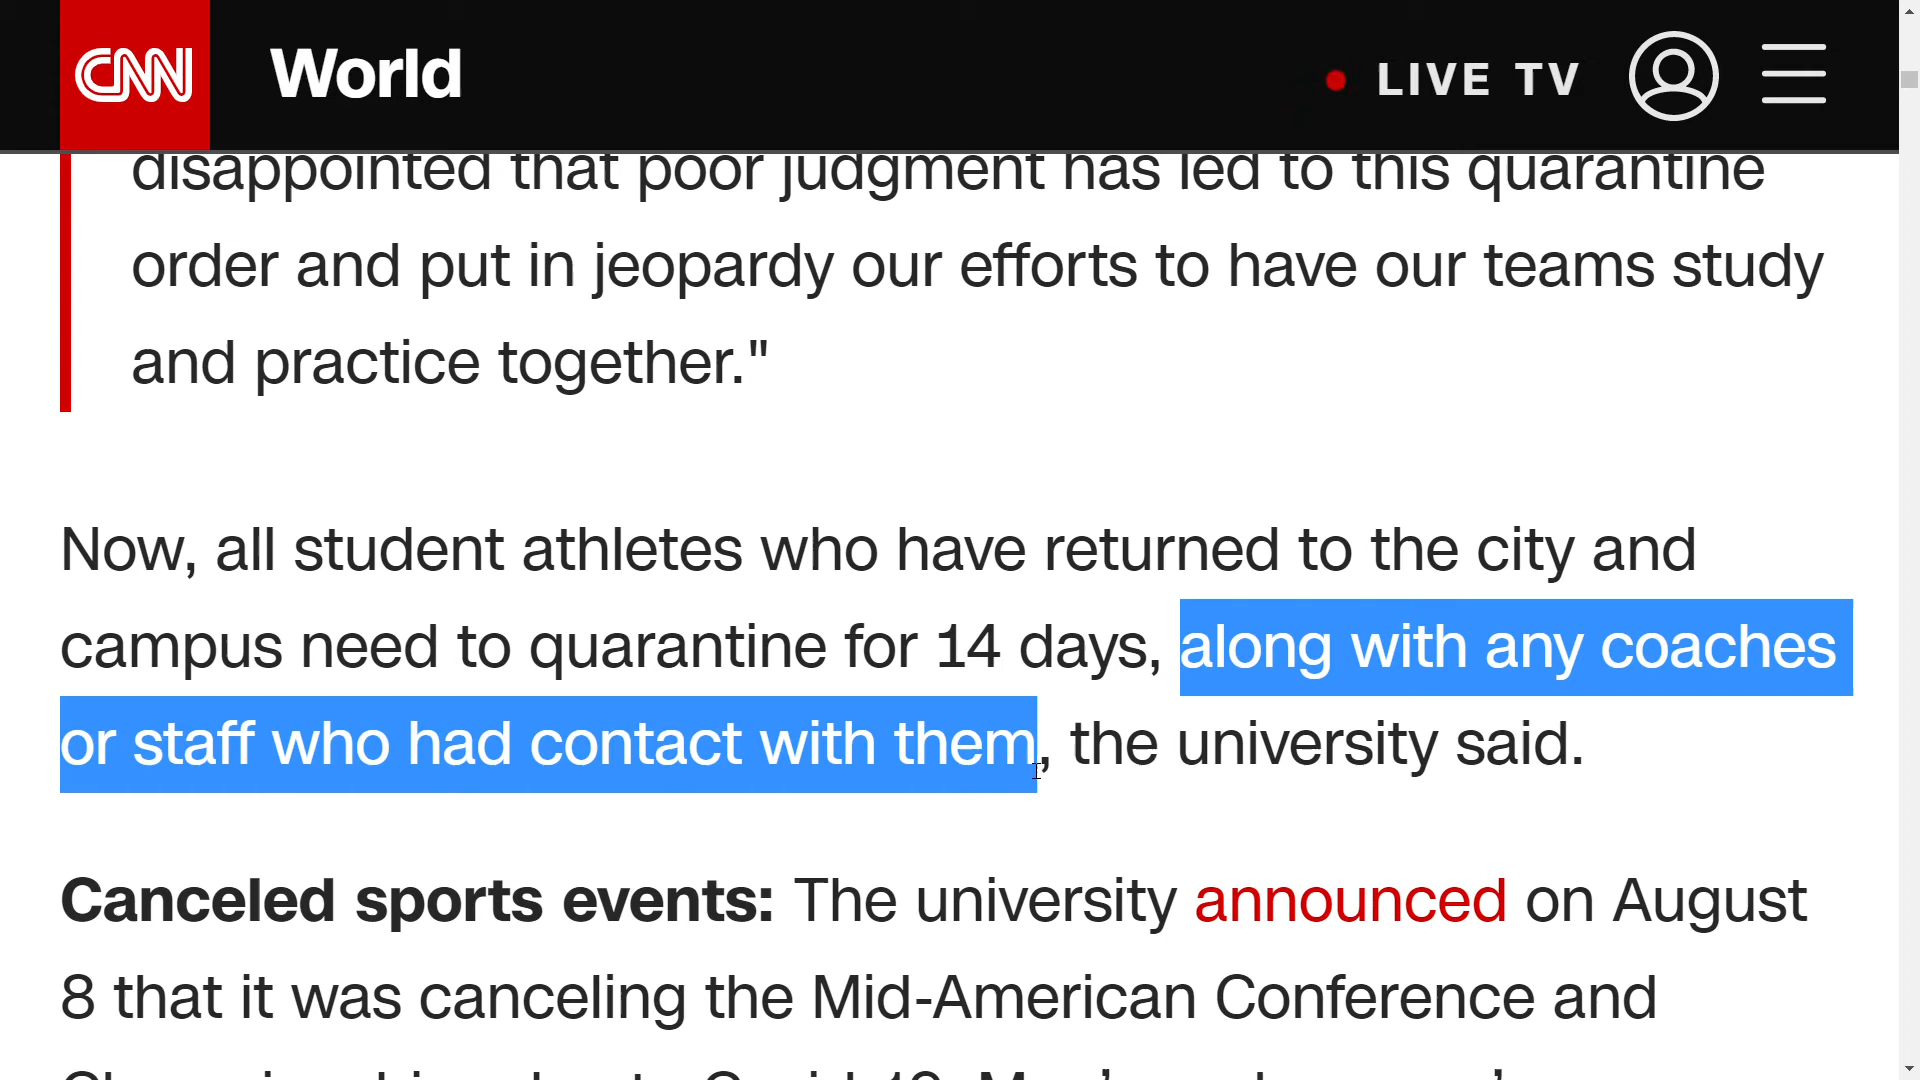 CNN World LIVE TV
disappointed that poor judgment has led to this quarantine
order and put in jeopardy our efforts to have our teams study
and practice together."
Now, all student athletes who have returned to the city and
campus need to quarantine for 14 days, along with any coaches
or staff who had contact with them, the university said.
Canceled sports events: The university announced on August
8 that it was canceling the Mid-American Conference and